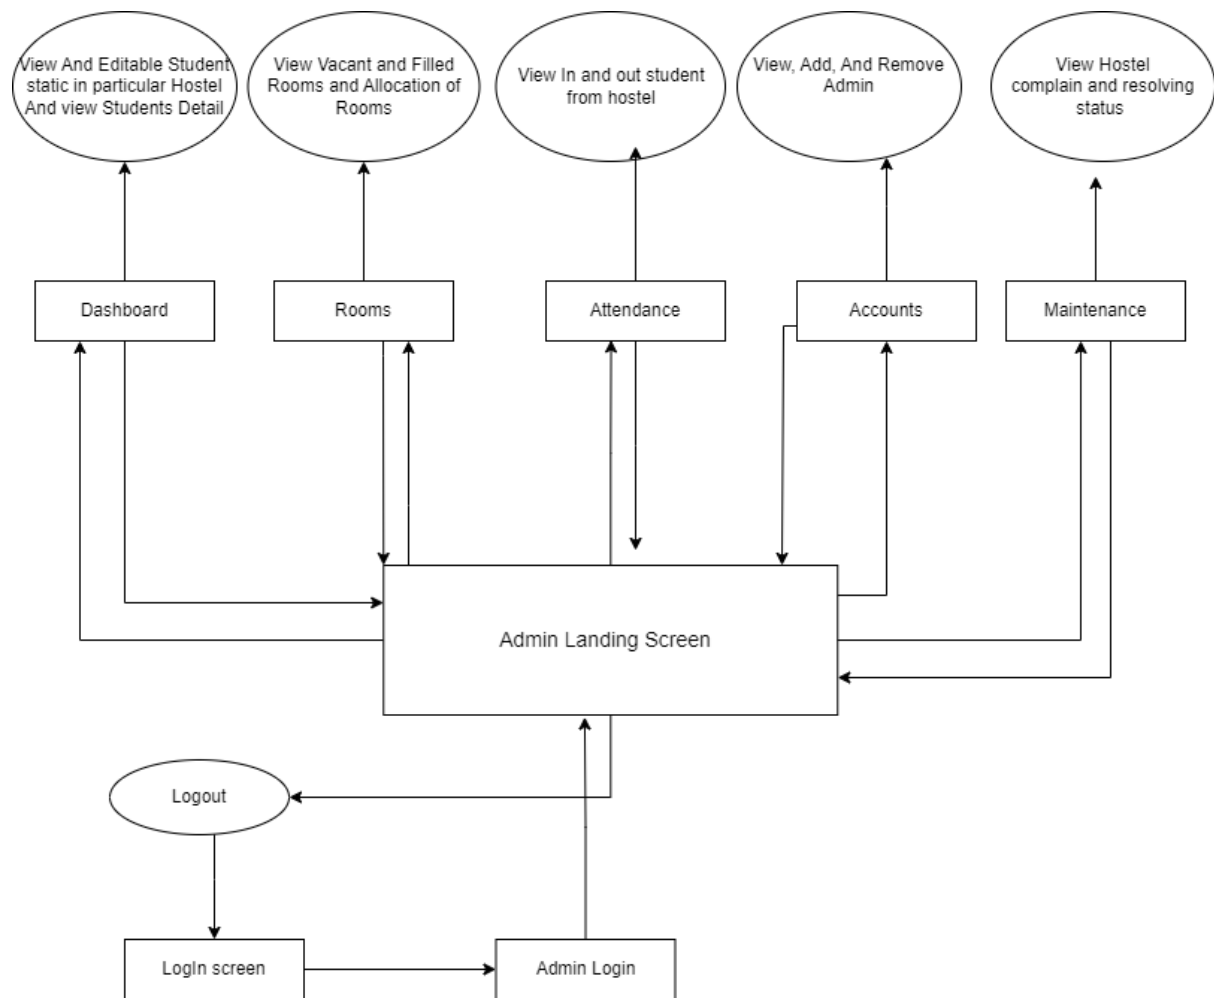 View And Editable Student
static in particular Hostel
And view Students Detail
View Vacant and Filled
Rooms and Allocation of
Rooms
View In and out student
from hostel
View, Add, And Remove
Admin
View Hostel
complain and resolving
status
Dashboard
Rooms
Attendance
Accounts
Maintenance
Admin Landing Screen
Logout
LogIn screen
Admin Login